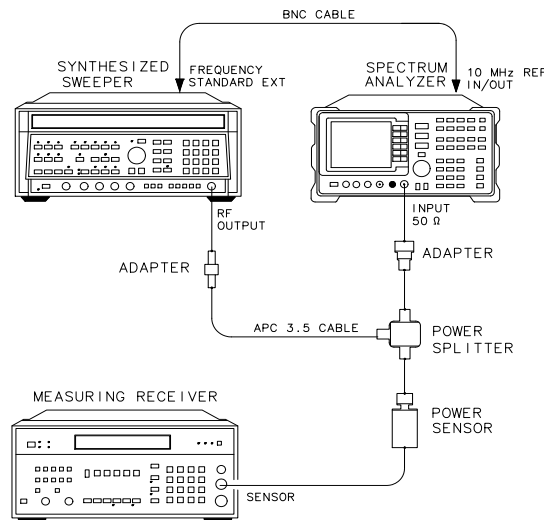 BNC CABLE
SYNTHESIZED
SWEEPER
FREQUENCY
STANDARD EXT
SPECTRUM
ANALYZER
10 MHz REF
IN/OUT
RF
OUTPUT
INPUT
50 Ω
ADAPTER
ADAPTER
APC 3.5 CABLE
POWER
SPLITTER
MEASURING RECEIVER
POWER
SENSOR
SENSOR